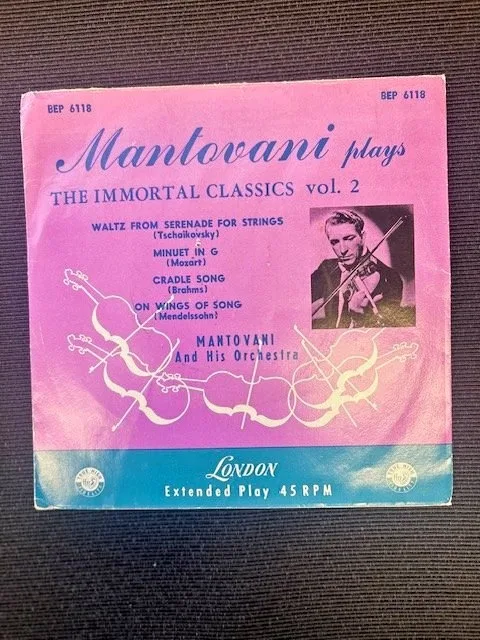 BEP 6118
BEP 6118
Mantovani plays
THE IMMORTAL CLASSICS vol. 2
WALTZ FROM SERENADE FOR STRINGS
(Tschaikovsky)
MINUET IN G
(Mozart)
CRADLE SONG
(Brahms)
ON WINGS OF SONG
(Mendelssohn)
MANTOVANI
And His Orchestra
LONDON
Extended Play 45 RPM